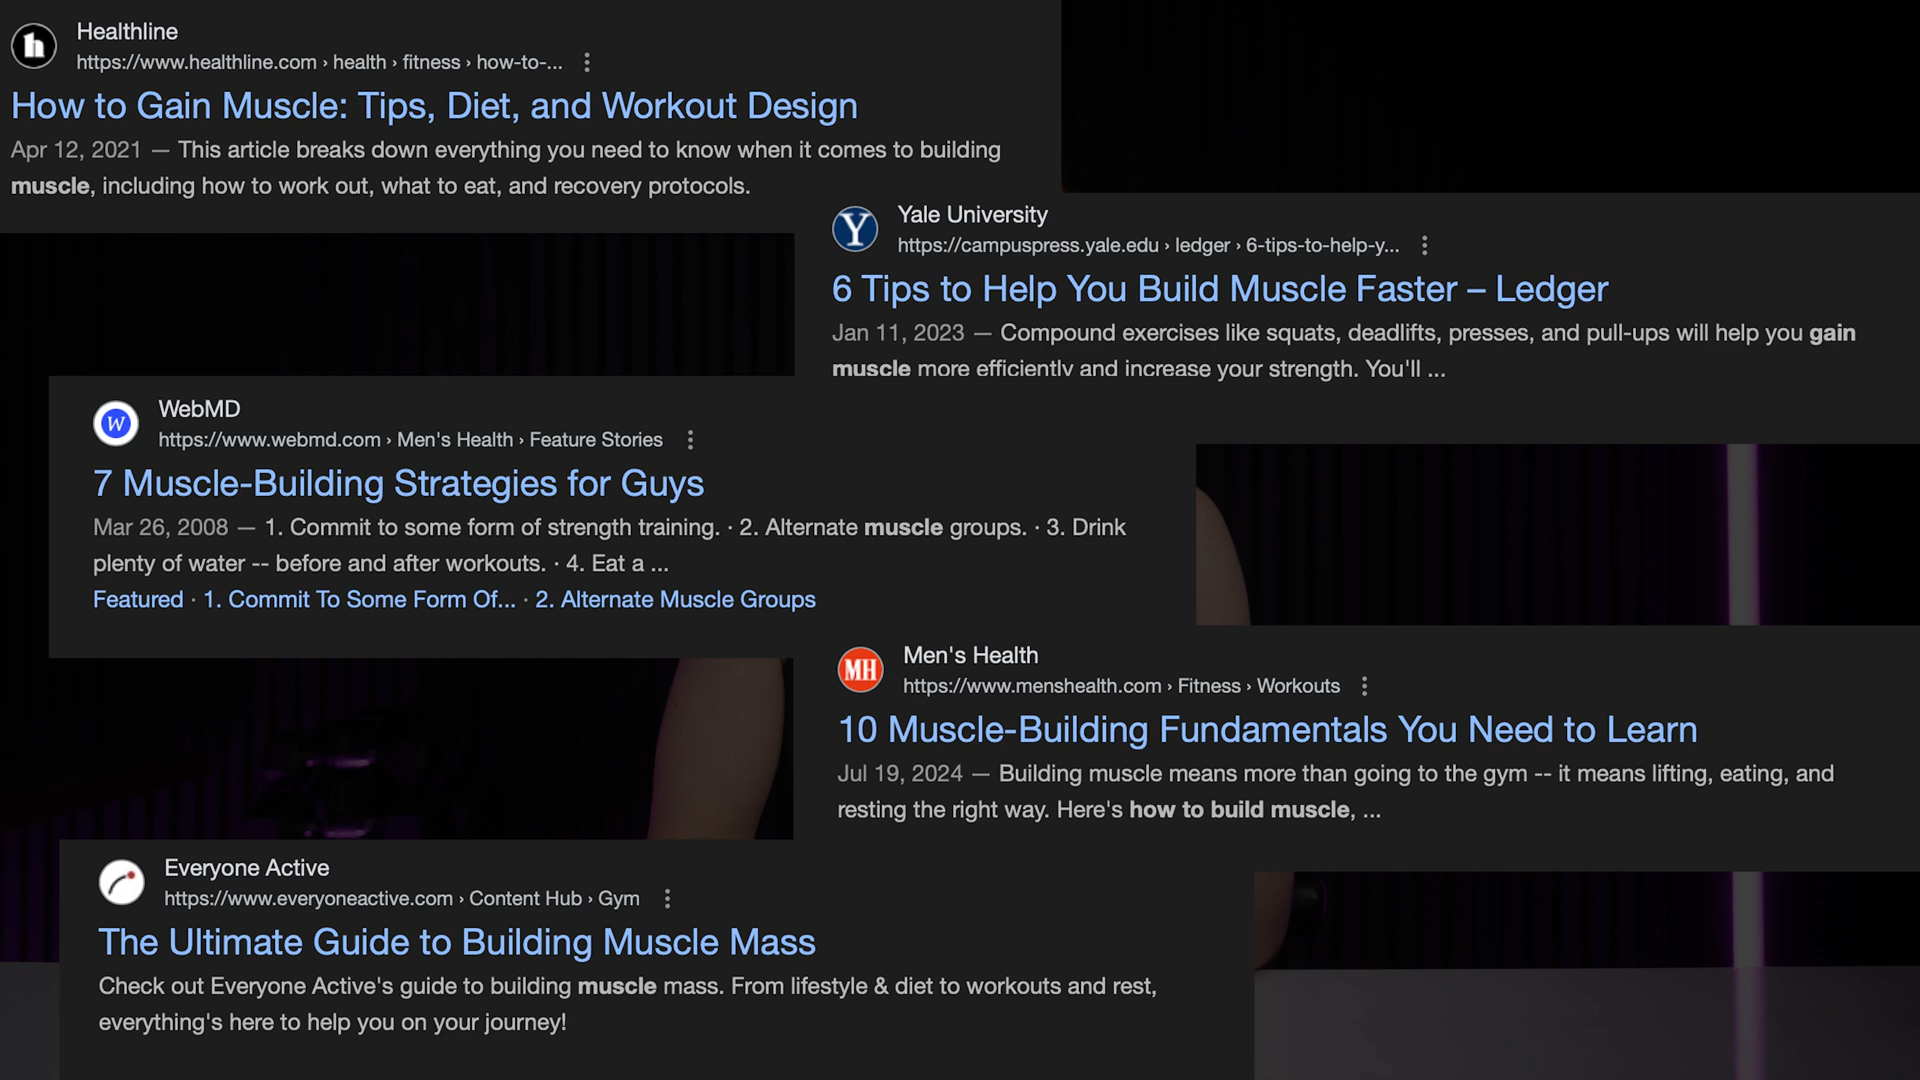 Healthline
https://www.healthline.com › health › fitness › how-to-...
How to Gain Muscle: Tips, Diet, and Workout Design
Apr 12, 2021 — This article breaks down everything you need to know when it comes to building
muscle, including how to work out, what to eat, and recovery protocols.
Y
Yale University
https://campuspress.yale.edu › ledger › 6-tips-to-help-y...
6 Tips to Help You Build Muscle Faster – Ledger
Jan 11, 2023 — Compound exercises like squats, deadlifts, presses, and pull-ups will help you gain
muscle more efficiently and increase your strength. You'll ...
W
WebMD
https://www.webmd.com › Men's Health › Feature Stories
7 Muscle-Building Strategies for Guys
Mar 26, 2008 — 1. Commit to some form of strength training. · 2. Alternate muscle groups. · 3. Drink
plenty of water -- before and after workouts. · 4. Eat a ...
Featured · 1. Commit To Some Form Of... · 2. Alternate Muscle Groups
MH
Men's Health
https://www.menshealth.com › Fitness › Workouts
10 Muscle-Building Fundamentals You Need to Learn
Jul 19, 2024 — Building muscle means more than going to the gym -- it means lifting, eating, and
resting the right way. Here's how to build muscle, ...
Everyone Active
https://www.everyoneactive.com › Content Hub › Gym
The Ultimate Guide to Building Muscle Mass
Check out Everyone Active's guide to building muscle mass. From lifestyle & diet to workouts and rest,
everything's here to help you on your journey!